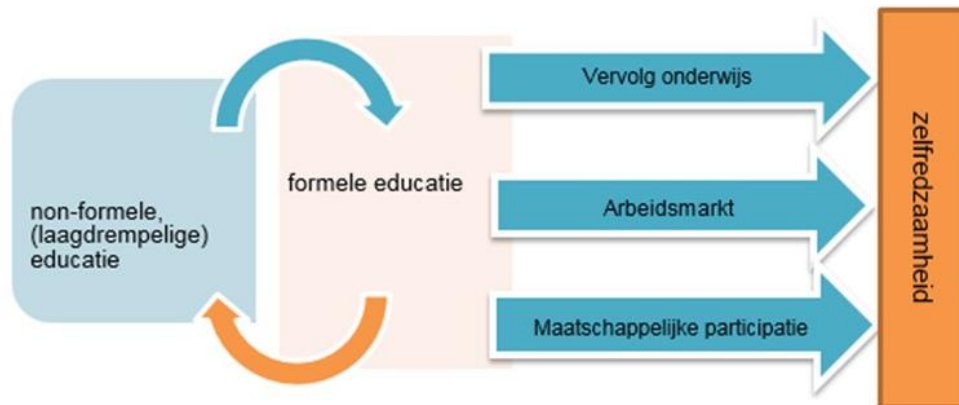 non-formele,
(laagdrempelige)
educatie
formele educatie
Vervolg onderwijs
Arbeidsmarkt
Maatschappelijke participatie
zelfredzaamheid